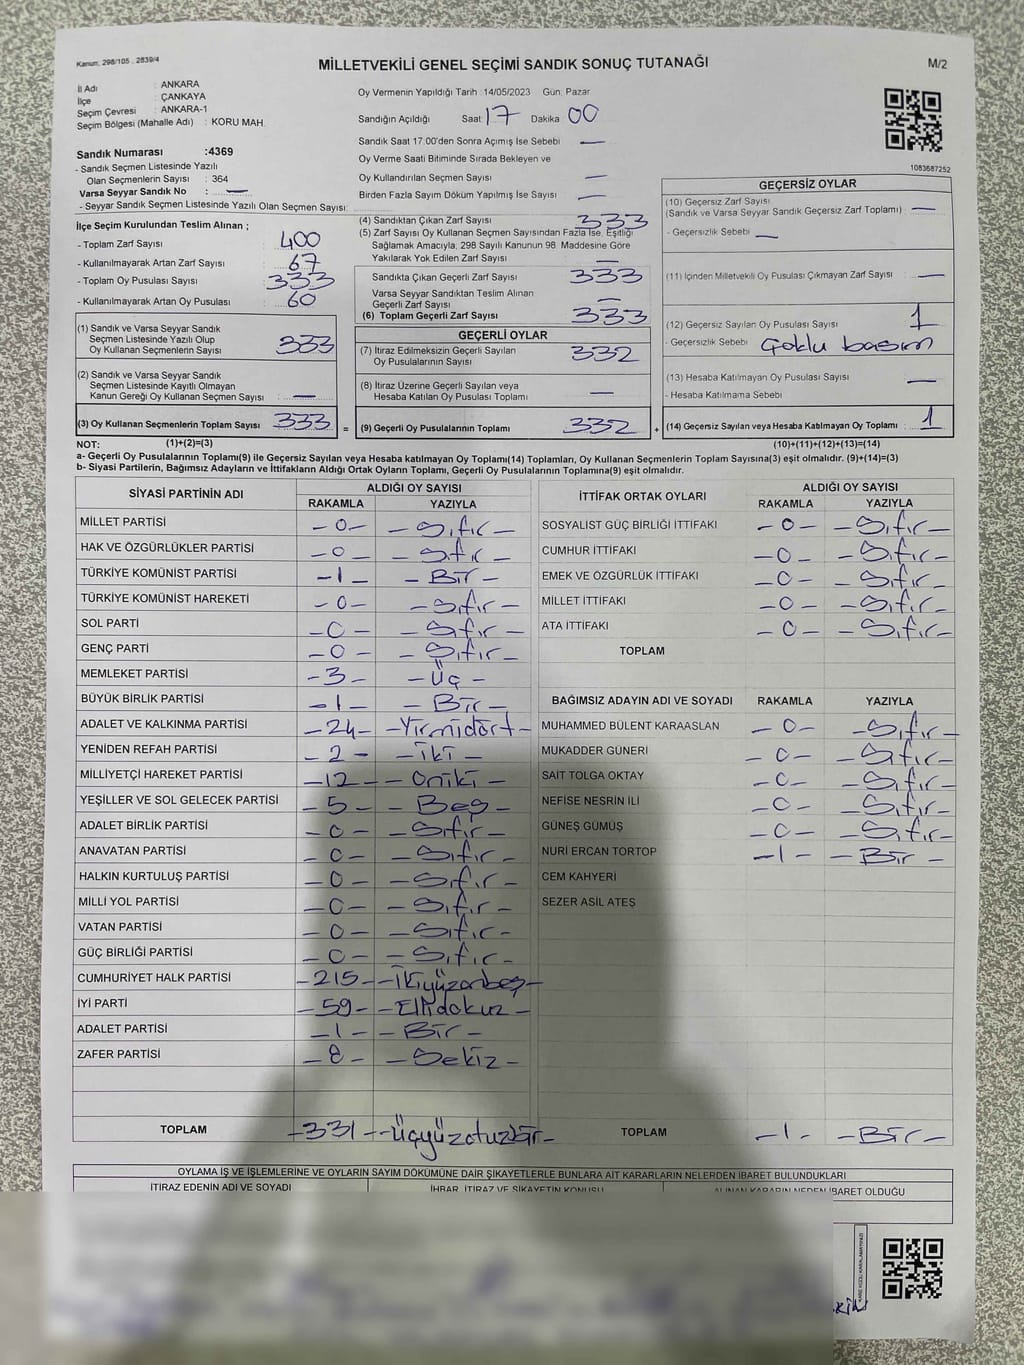 Kanun; 298/105 , 2839/4
MİLLETVEKİLİ GENEL SEÇİMİ SANDIK SONUÇ TUTANAĞI
M/2
İl Adı : ANKARA
İlçe : ÇANKAYA
Seçim Çevresi : ANKARA-1
Seçim Bölgesi (Mahalle Adı) : KORU MAH.
Sandık Numarası :4369
- Sandık Seçmen Listesinde Yazılı
Olan Seçmenlerin Sayısı : 364
Varsa Seyyar Sandık No : —
- Seyyar Sandık Seçmen Listesinde Yazılı Olan Seçmen Sayısı:
Oy Vermenin Yapıldığı Tarih :14/05/2023 Gün: Pazar
Sandığın Açıldığı Saat 17 Dakika 00
Sandık Saat 17:00'den Sonra Açımış İse Sebebi —
Oy Verme Saati Bitiminde Sırada Bekleyen ve
Oy Kullandırılan Seçmen Sayısı —
Birden Fazla Sayım Döküm Yapılmış İse Sayısı —
1083687252
İlçe Seçim Kurulundan Teslim Alınan ;
- Toplam Zarf Sayısı : 400
- Kullanılmayarak Artan Zarf Sayısı : 67
- Toplam Oy Pusulası Sayısı : 333
- Kullanılmayarak Artan Oy Pusulası : 60
(1) Sandık ve Varsa Seyyar Sandık
Seçmen Listesinde Yazılı Olup
Oy Kullanan Seçmenlerin Sayısı : 333
(2) Sandık ve Varsa Seyyar Sandık
Seçmen Listesinde Kayıtlı Olmayan
Kanun Gereği Oy Kullanan Seçmen Sayısı : —
(3) Oy Kullanan Seçmenlerin Toplam Sayısı : 333 =
(4) Sandıktan Çıkan Zarf Sayısı 333
(5) Zarf Sayısı Oy Kullanan Seçmen Sayısından Fazla İse, Eşitliği
Sağlamak Amacıyla, 298 Sayılı Kanunun 98. Maddesine Göre
Yakılarak Yok Edilen Zarf Sayısı —
Sandıkta Çıkan Geçerli Zarf Sayısı 333
Varsa Seyyar Sandıktan Teslim Alınan
Geçerli Zarf Sayısı —
(6) Toplam Geçerli Zarf Sayısı 333
GEÇERLİ OYLAR
(7) İtiraz Edilmeksizin Geçerli Sayılan
Oy Pusulalarının Sayısı 332
(8) İtiraz Üzerine Geçerli Sayılan veya
Hesaba Katılan Oy Pusulası Toplamı —
(9) Geçerli Oy Pusulalarının Toplamı 332 +
GEÇERSİZ OYLAR
(10) Geçersiz Zarf Sayısı
(Sandık ve Varsa Seyyar Sandık Geçersiz Zarf Toplamı) : —
- Geçersizlik Sebebi —
(11) İçinden Milletvekili Oy Pusulası Çıkmayan Zarf Sayısı : —
(12) Geçersiz Sayılan Oy Pusulası Sayısı : 1
- Geçersizlik Sebebi Çoklu basım
(13) Hesaba Katılmayan Oy Pusulası Sayısı : —
- Hesaba Katılmama Sebebi
(14) Geçersiz Sayılan veya Hesaba Katılmayan Oy Toplamı : 1
NOT: (1)+(2)=(3) (10)+(11)+(12)+(13)=(14)
a- Geçerli Oy Pusulalarının Toplamı(9) ile Geçersiz Sayılan veya Hesaba katılmayan Oy Toplamı(14) Toplamları, Oy Kullanan Seçmenlerin Toplam Sayısına(3) eşit olmalıdır. (9)+(14)=(3)
b- Siyasi Partilerin, Bağımsız Adayların ve İttifakların Aldığı Ortak Oyların Toplamı, Geçerli Oy Pusulalarının Toplamına(9) eşit olmalıdır.
SİYASİ PARTİNİN ADI ALDIĞI OY SAYISI
RAKAMLA YAZIYLA
MİLLET PARTİSİ -0- -Sıfır-
HAK VE ÖZGÜRLÜKLER PARTİSİ -0- -Sıfır-
TÜRKİYE KOMÜNİST PARTİSİ -1- -Bir-
TÜRKİYE KOMÜNİST HAREKETİ -0- -Sıfır-
SOL PARTİ -0- -Sıfır-
GENÇ PARTİ -0- -Sıfır-
MEMLEKET PARTİSİ -3- -Üç-
BÜYÜK BİRLİK PARTİSİ -1- -Bir-
ADALET VE KALKINMA PARTİSİ -24- -Yirmidört-
YENİDEN REFAH PARTİSİ -2- -İki-
MİLLİYETÇİ HAREKET PARTİSİ -12- -Oniki-
YEŞİLLER VE SOL GELECEK PARTİSİ -5- -Beş-
ADALET BİRLİK PARTİSİ -0- -Sıfır-
ANAVATAN PARTİSİ -0- -Sıfır-
HALKIN KURTULUŞ PARTİSİ -0- -Sıfır-
MİLLİ YOL PARTİSİ -0- -Sıfır-
VATAN PARTİSİ -0- -Sıfır-
GÜÇ BİRLİĞİ PARTİSİ -0- -Sıfır-
CUMHURİYET HALK PARTİSİ -215- -İkiyüzonbeş-
İYİ PARTİ -59- -Ellidokuz-
ADALET PARTİSİ -1- -Bir-
ZAFER PARTİSİ -8- -Sekiz-
TOPLAM -331- -Üçyüzotuzbir-
İTTİFAK ORTAK OYLARI ALDIĞI OY SAYISI
RAKAMLA YAZIYLA
SOSYALİST GÜÇ BİRLİĞİ İTTİFAKI -0- -Sıfır-
CUMHUR İTTİFAKI -0- -Sıfır-
EMEK VE ÖZGÜRLÜK İTTİFAKI -0- -Sıfır-
MİLLET İTTİFAKI -0- -Sıfır-
ATA İTTİFAKI -0- -Sıfır-
TOPLAM
BAĞIMSIZ ADAYIN ADI VE SOYADI RAKAMLA YAZIYLA
MUHAMMED BÜLENT KARAASLAN -0- -Sıfır-
MUKADDER GÜNERİ -0- -Sıfır-
SAİT TOLGA OKTAY -0- -Sıfır-
NEFİSE NESRİN İLİ -0- -Sıfır-
GÜNEŞ GÜMÜŞ -0- -Sıfır-
NURİ ERCAN TORTOP -1- -Bir-
CEM KAHYERİ
SEZER ASİL ATEŞ
TOPLAM -1- -Bir-
OYLAMA İŞ VE İŞLEMLERİNE VE OYLARIN SAYIM DÖKÜMÜNE DAİR ŞİKAYETLERLE BUNLARA AİT KARARLARIN NELERDEN İBARET BULUNDUKLARI
İTİRAZ EDENİN ADI VE SOYADI İHBAR, İTİRAZ VE ŞİKAYETİN KONUSU ALINAN KARARIN NEDEN İBARET OLDUĞU